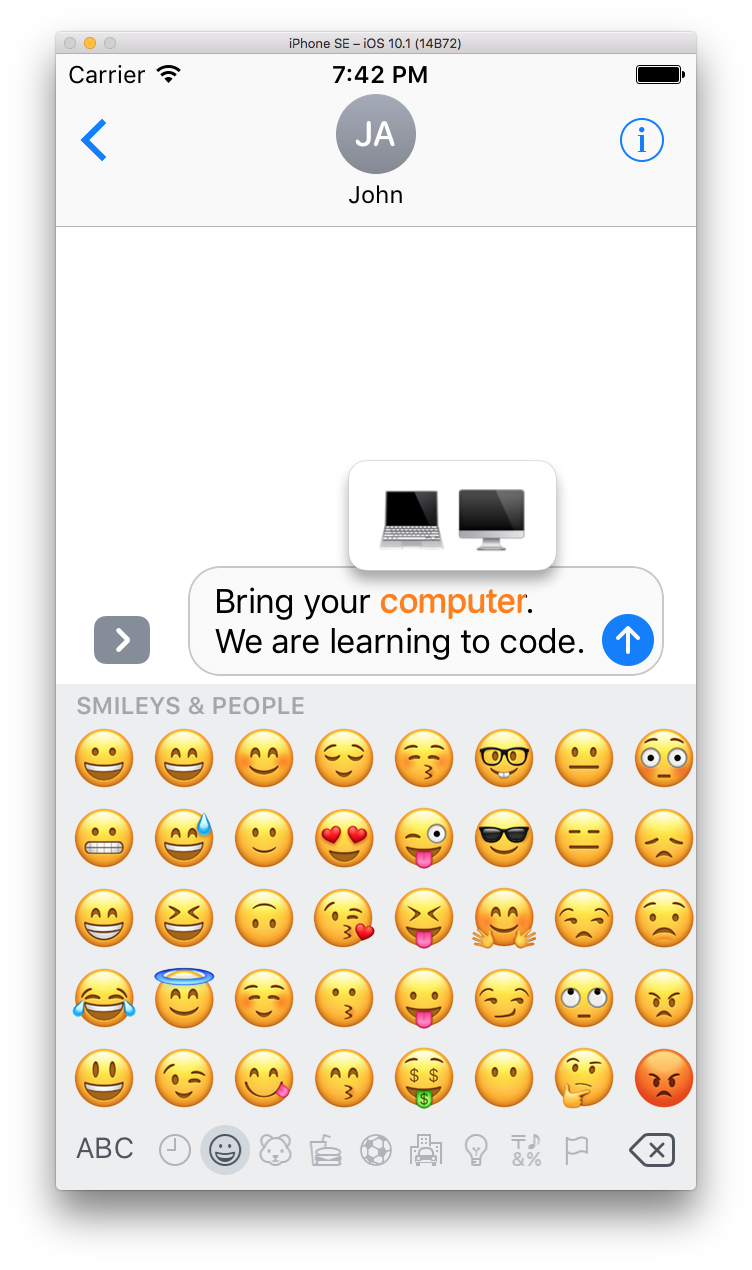 iPhone SE – iOS 10.1 (14B72)
Carrier 7:42 PM
JA
John
Bring your computer.
We are learning to code.
SMILEYS & PEOPLE
ABC &%